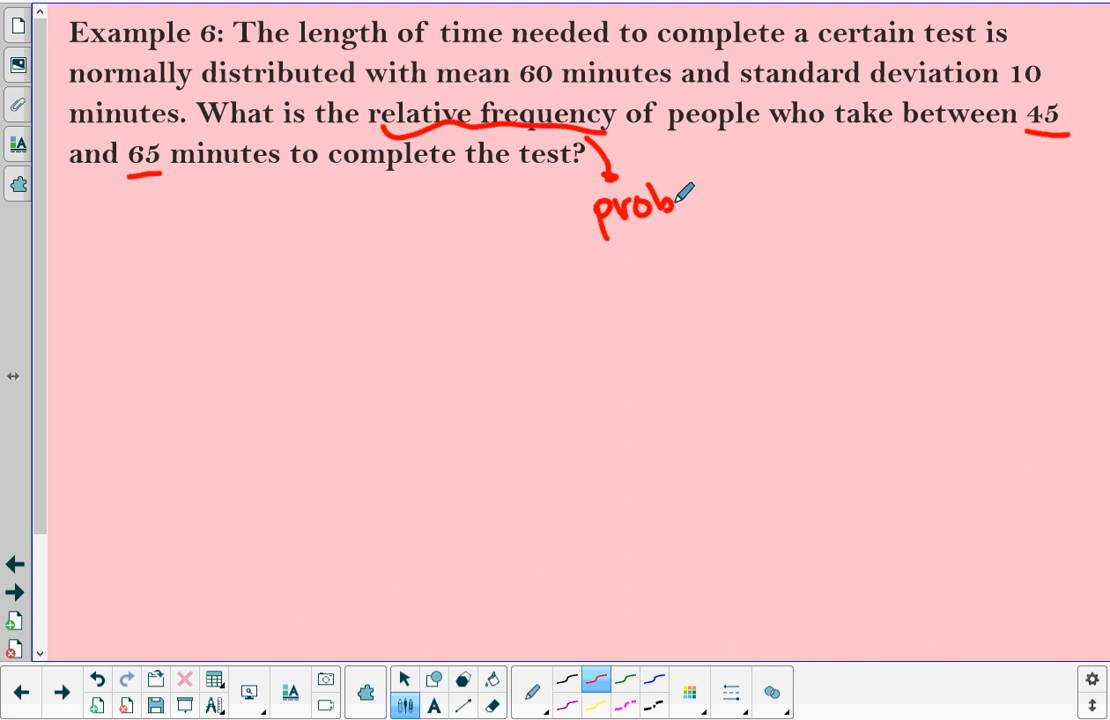 Example 6: The length of time needed to complete a certain test is
normally distributed with mean 60 minutes and standard deviation 10
minutes. What is the relative frequency of people who take between 45
and 65 minutes to complete the test?
prob